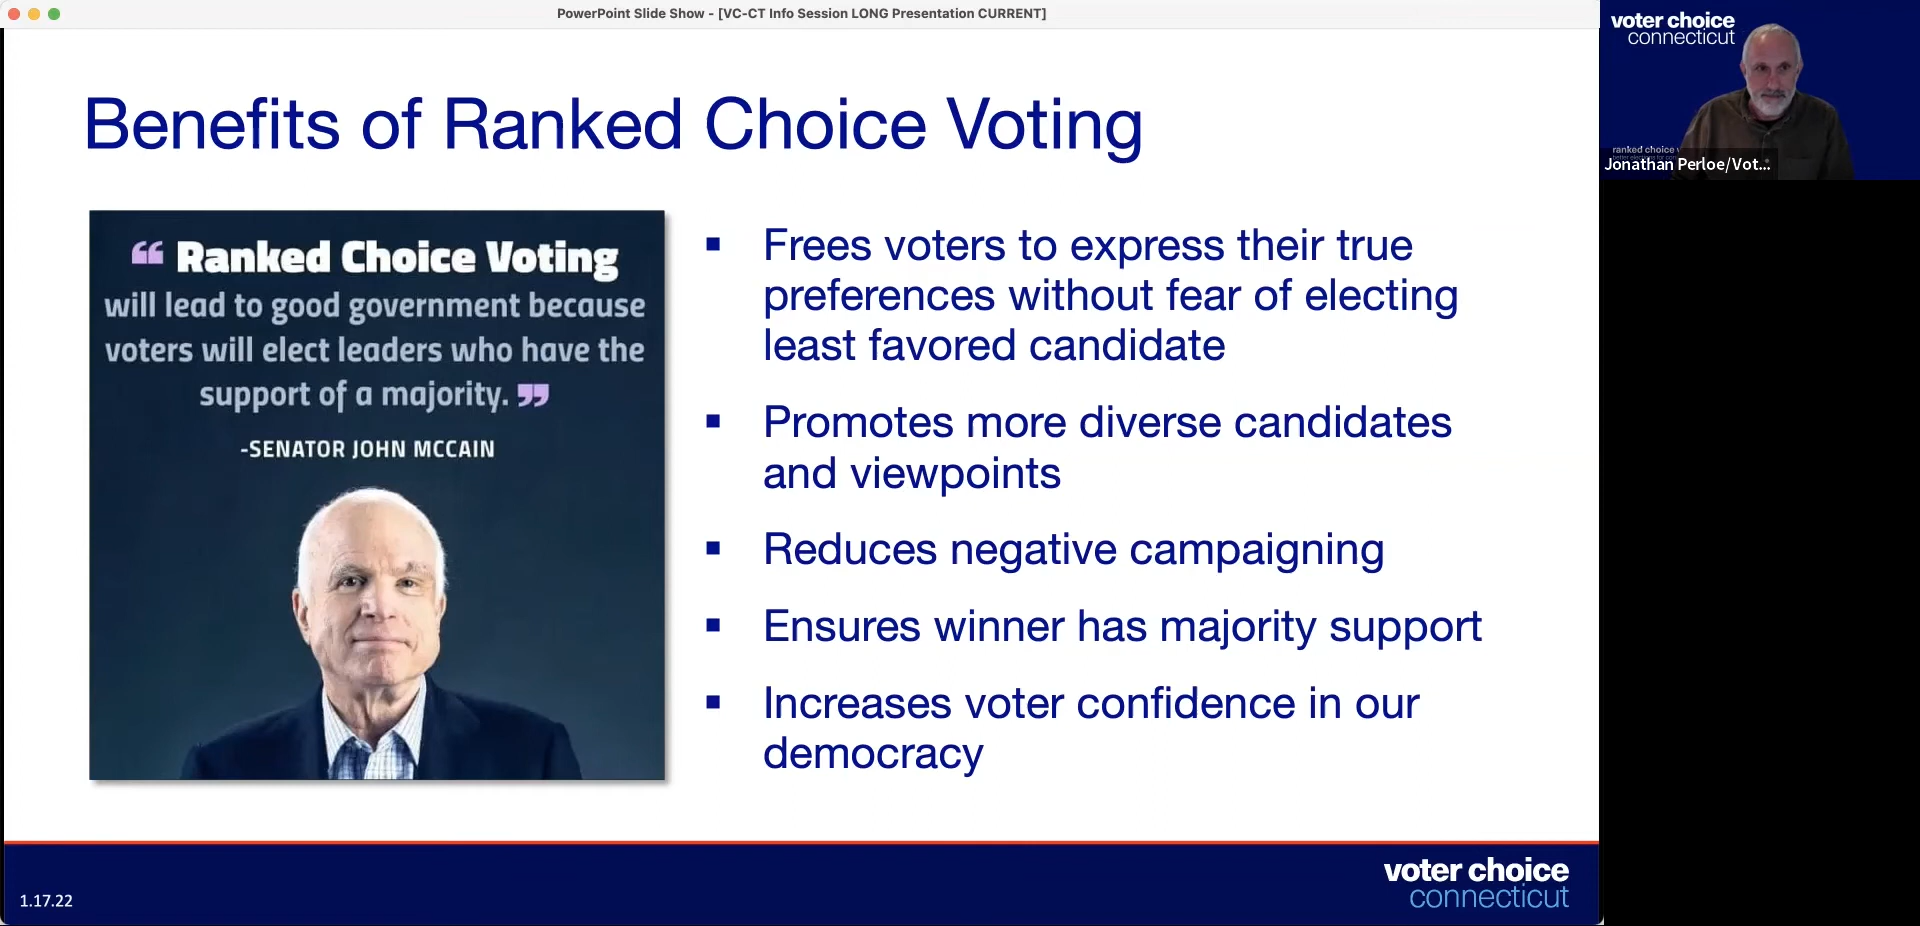 PowerPoint Slide Show - [VC-CT Info Session LONG Presentation CURRENT]
Benefits of Ranked Choice Voting
❝ Ranked Choice Voting
will lead to good government because
voters will elect leaders who have the
support of a majority. ❞
-SENATOR JOHN MCCAIN
▪ Frees voters to express their true
preferences without fear of electing
least favored candidate
▪ Promotes more diverse candidates
and viewpoints
▪ Reduces negative campaigning
▪ Ensures winner has majority support
▪ Increases voter confidence in our
democracy
1.17.22
voter choice
connecticut
voter choice
connecticut
ranked choice
Jonathan Perloe/Vot...